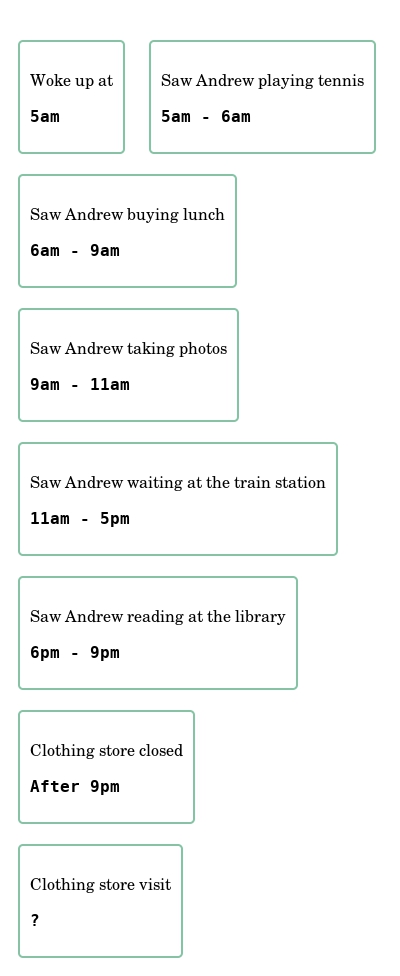 Woke up at
5am
Saw Andrew playing tennis
5am - 6am
Saw Andrew buying lunch
6am - 9am
Saw Andrew taking photos
9am - 11am
Saw Andrew waiting at the train station
11am - 5pm
Saw Andrew reading at the library
6pm - 9pm
Clothing store closed
After 9pm
Clothing store visit
?